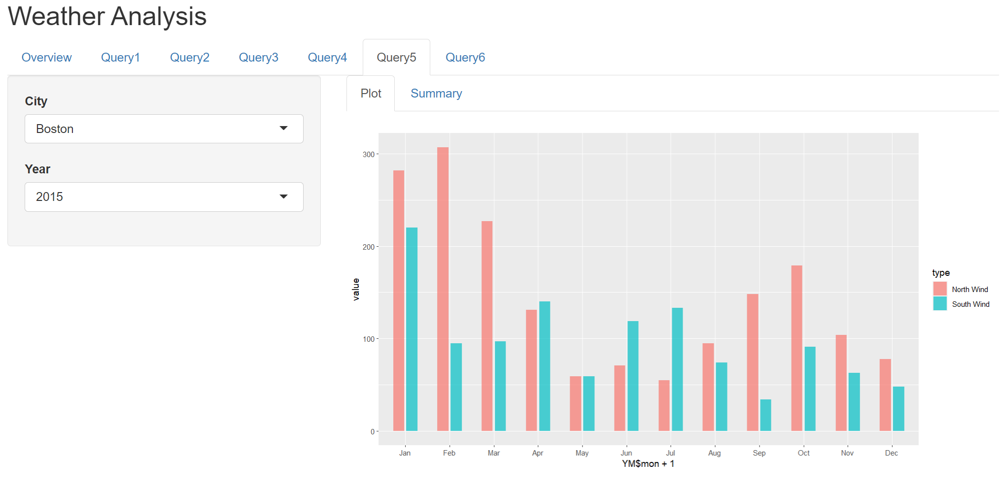 Weather Analysis
Overview Query1 Query2 Query3 Query4 Query5 Query6
City
Boston
Year
2015
Plot Summary
300
200
100
0
value
Jan Feb Mar Apr May Jun Jul Aug Sep Oct Nov Dec
YM$mon + 1
type
North Wind
South Wind